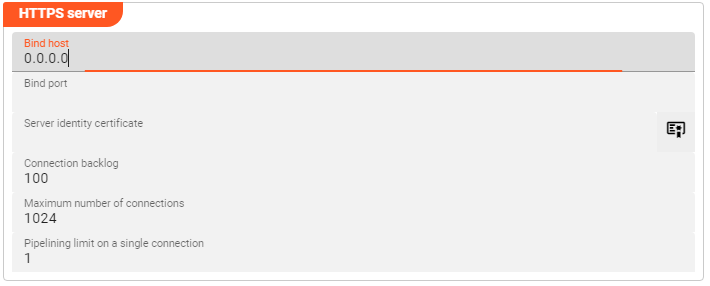 HTTPS server
Bind host
0.0.0.0
Bind port
Server identity certificate
Connection backlog
100
Maximum number of connections
1024
Pipelining limit on a single connection
1